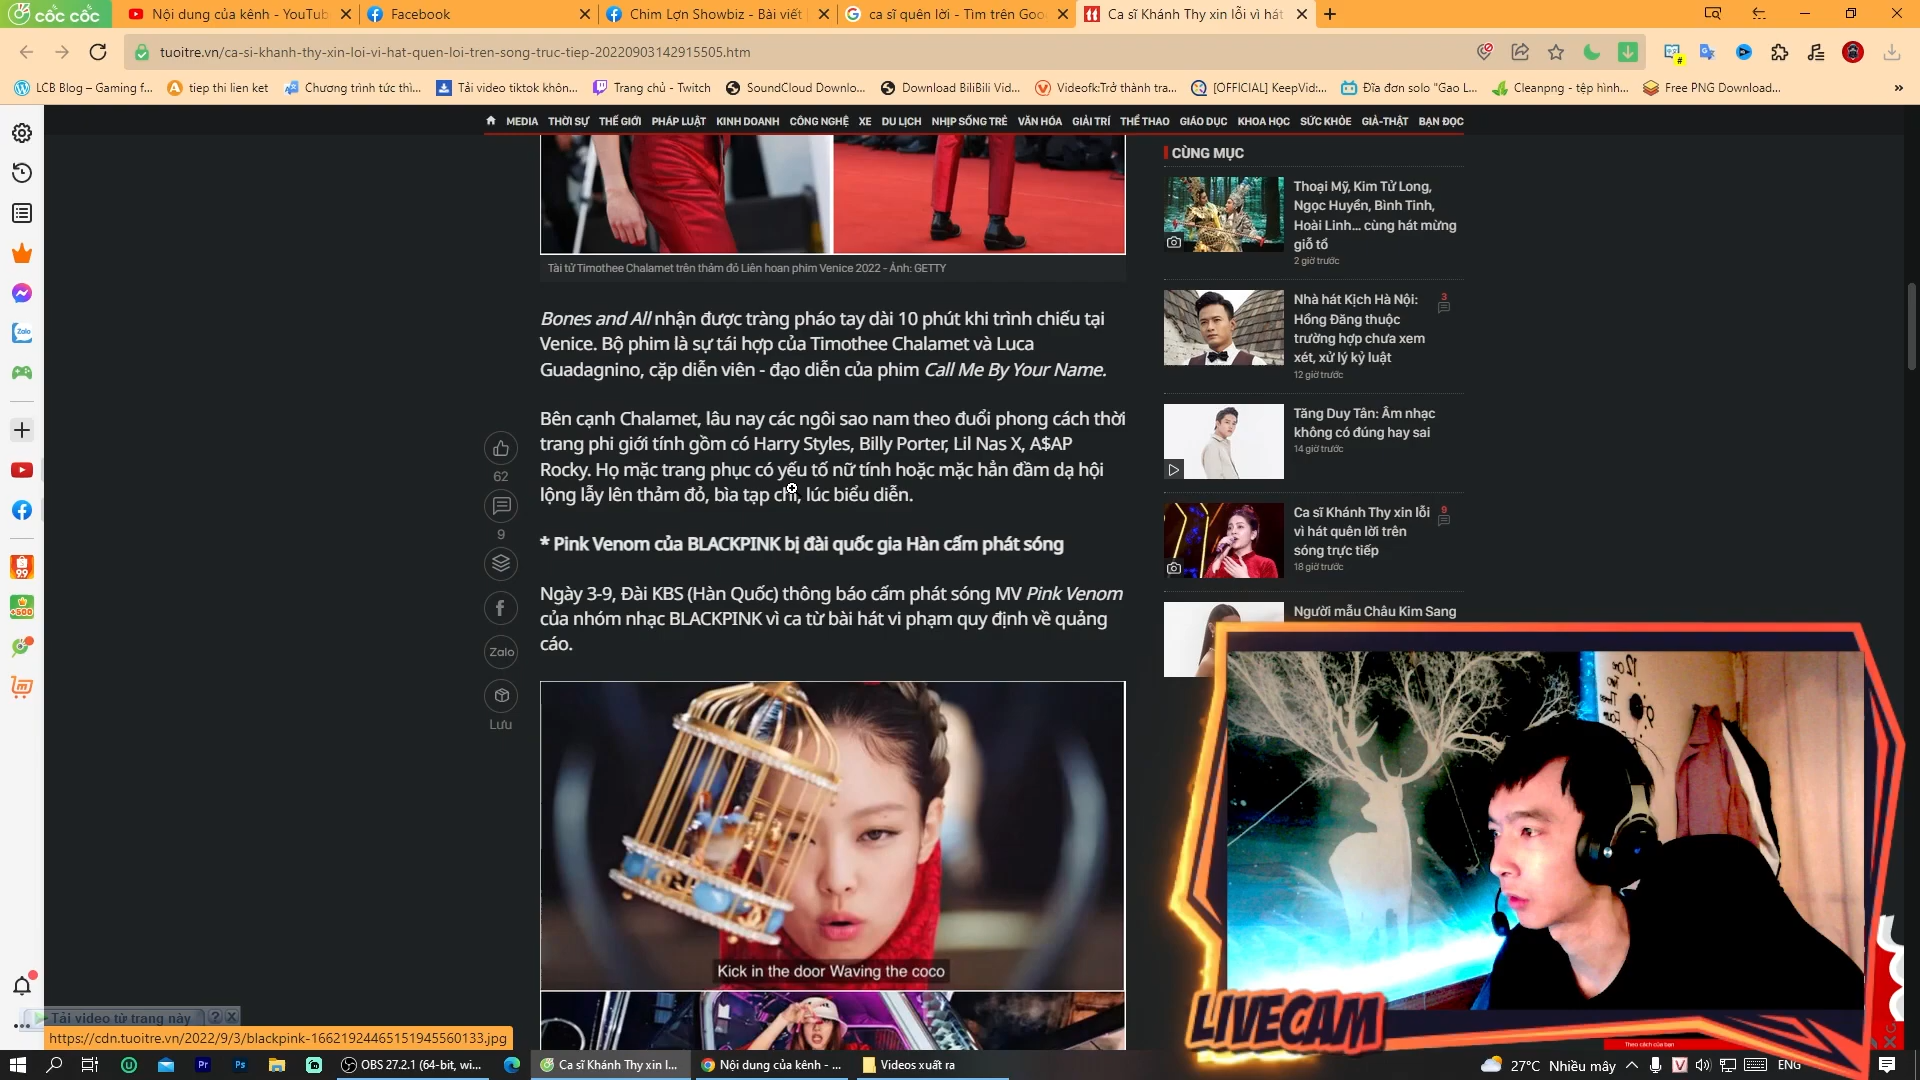 cốc cốc
Nội dung của kênh - YouTub
Facebook
Chim Lợn Showbiz - Bài viết
ca sĩ quên lời - Tìm trên Goo
Ca sĩ Khánh Thy xin lỗi vì hát
tuoitre.vn/ca-si-khanh-thy-xin-loi-vi-hat-quen-loi-tren-song-truc-tiep-20220903142915505.htm
LCB Blog – Gaming f...
tiep thi lien ket
Chương trình tức thì...
Tải video tiktok khôn...
Trang chủ - Twitch
SoundCloud Downlo...
Download BiliBili Vid...
Videofk:Trở thành tra...
[OFFICIAL] KeepVid:...
Đĩa đơn solo "Gao L...
Cleanpng - tệp hình...
Free PNG Download...
MEDIA THỜI SỰ THẾ GIỚI PHÁP LUẬT KINH DOANH CÔNG NGHỆ XE DU LỊCH NHỊP SỐNG TRẺ VĂN HÓA GIẢI TRÍ THỂ THAO GIÁO DỤC KHOA HỌC SỨC KHỎE GIẢ-THẬT BẠN ĐỌC
Tài tử Timothee Chalamet trên thảm đỏ Liên hoan phim Venice 2022 - Ảnh: GETTY
Bones and All nhận được tràng pháo tay dài 10 phút khi trình chiếu tại
Venice. Bộ phim là sự tái hợp của Timothee Chalamet và Luca
Guadagnino, cặp diễn viên - đạo diễn của phim Call Me By Your Name.
Bên cạnh Chalamet, lâu nay các ngôi sao nam theo đuổi phong cách thời
trang phi giới tính gồm có Harry Styles, Billy Porter, Lil Nas X, A$AP
Rocky. Họ mặc trang phục có yếu tố nữ tính hoặc mặc hẳn đầm dạ hội
lộng lẫy lên thảm đỏ, bìa tạp chí, lúc biểu diễn.
* Pink Venom của BLACKPINK bị đài quốc gia Hàn cấm phát sóng
Ngày 3-9, Đài KBS (Hàn Quốc) thông báo cấm phát sóng MV Pink Venom
của nhóm nhạc BLACKPINK vì ca từ bài hát vi phạm quy định về quảng
cáo.
Kick in the door Waving the coco
62
9
Zalo
Lưu
CÙNG MỤC
Thoại Mỹ, Kim Tử Long,
Ngọc Huyền, Bình Tinh,
Hoài Linh... cùng hát mừng
giỗ tổ
2 giờ trước
Nhà hát Kịch Hà Nội:
Hồng Đăng thuộc
trường hợp chưa xem
xét, xử lý kỷ luật
12 giờ trước
3
Tăng Duy Tân: Âm nhạc
không có đúng hay sai
14 giờ trước
Ca sĩ Khánh Thy xin lỗi
vì hát quên lời trên
sóng trực tiếp
18 giờ trước
9
Người mẫu Châu Kim Sang
LIVECAM
Zalo
9.9
+500
Tải video từ trang này
https://cdn.tuoitre.vn/2022/9/3/blackpink-16621924465151945560133.jpg
Theo cách của bạn
Pr
Ps
OBS 27.2.1 (64-bit, wi...
Ca sĩ Khánh Thy xin l...
Nội dung của kênh - ...
Videos xuất ra
27°C Nhiều mây
V
ENG